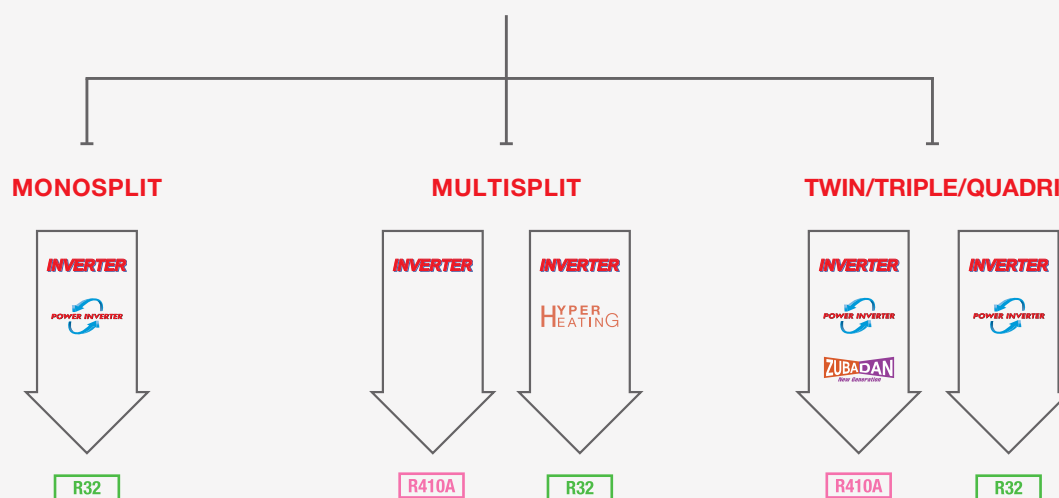 MONOSPLIT
INVERTER
POWER INVERTER
R32
MULTISPLIT
INVERTER
R410A
INVERTER
HYPER
HEATING
R32
TWIN/TRIPLE/QUADRI
INVERTER
POWER INVERTER
ZUBADAN
New Generation
R410A
INVERTER
POWER INVERTER
R32